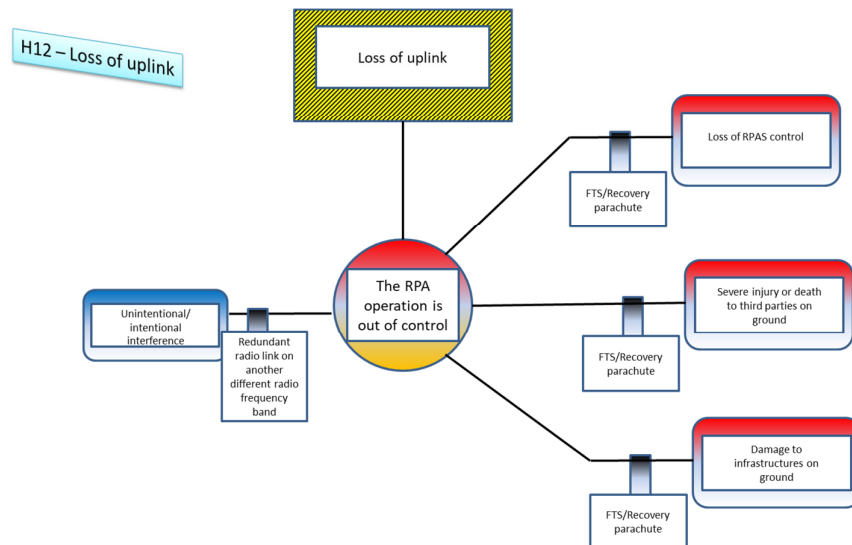 H12 – Loss of uplink
Loss of uplink
Loss of RPAS control
FTS/Recovery
parachute
The RPA
operation is
out of control
Unintentional/
intentional
interference
Redundant
radio link on
another
different radio
frequency
band
Severe injury or death
to third parties on
ground
FTS/Recovery
parachute
Damage to
infrastructures on
ground
FTS/Recovery
parachute